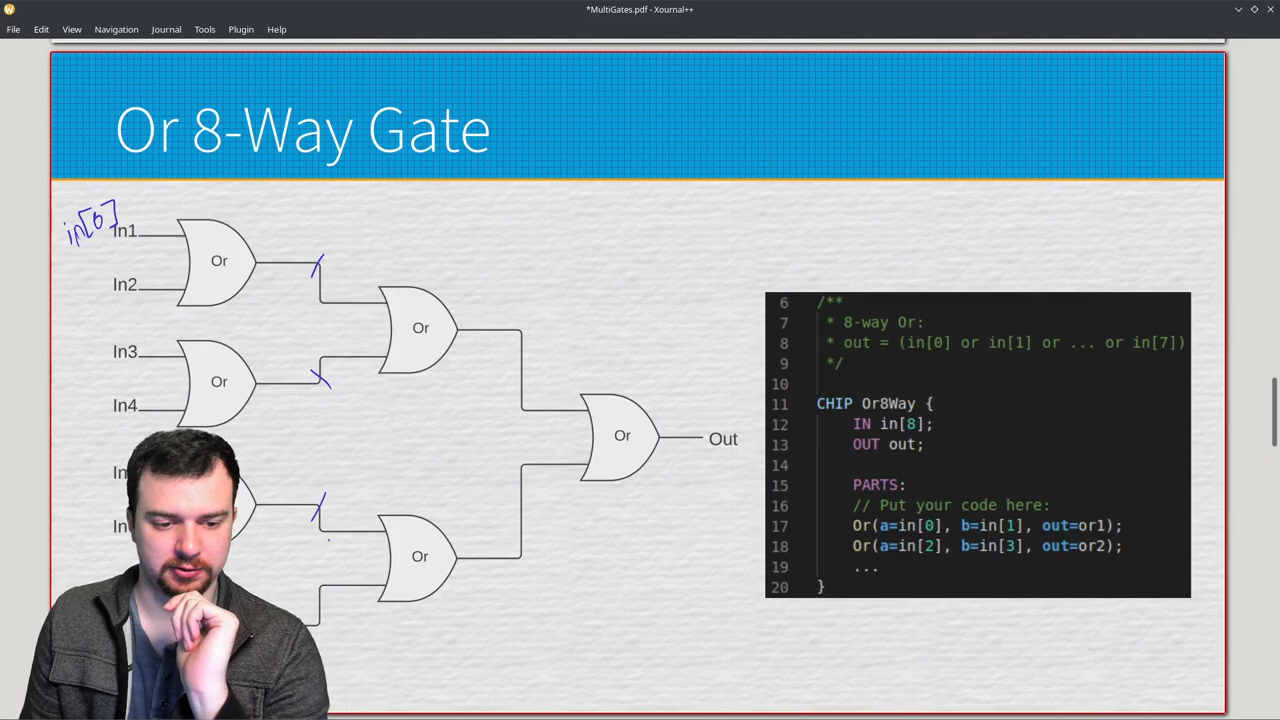 *MultiGates.pdf - Xournal++
File Edit View Navigation Journal Tools Plugin Help
Or 8-Way Gate
in[0]
In1
In2
Or
In3
In4
Or
Or
Or
Out
Or
6 /**
7 * 8-way Or:
8 * out = (in[0] or in[1] or ... or in[7])
9 */
10
11 CHIP Or8Way {
12 IN in[8];
13 OUT out;
14
15 PARTS:
16 // Put your code here:
17 Or(a=in[0], b=in[1], out=or1);
18 Or(a=in[2], b=in[3], out=or2);
19 ...
20 }